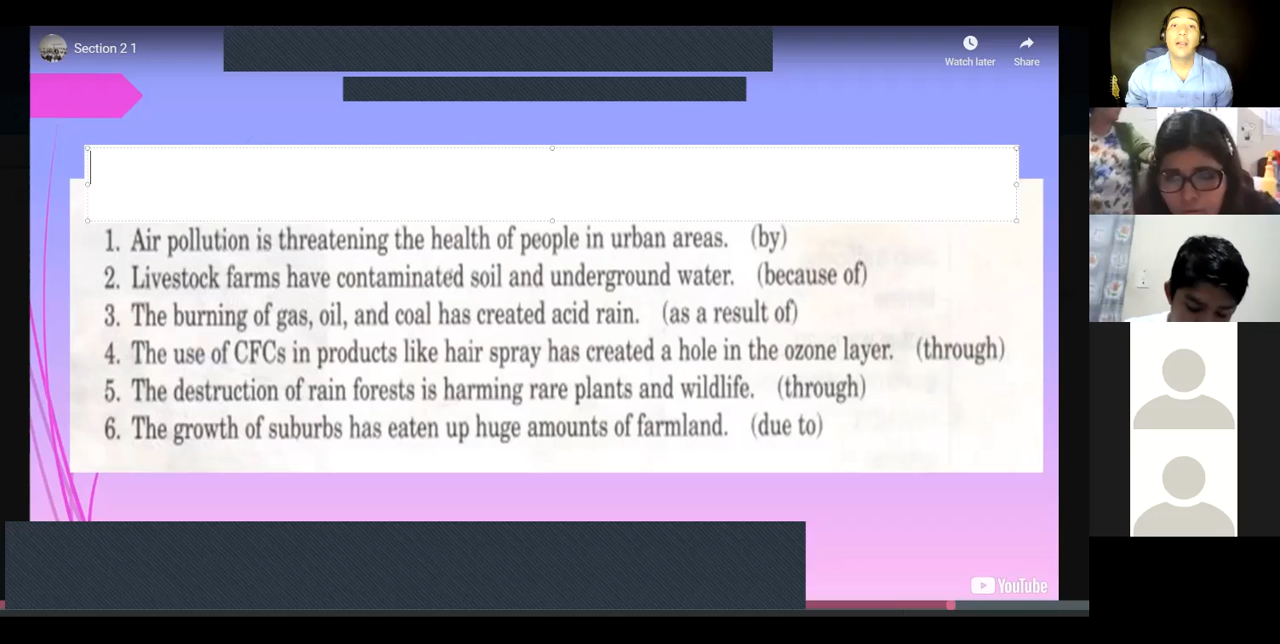 Section 2 1
Watch later
Share
1. Air pollution is threatening the health of people in urban areas. (by)
2. Livestock farms have contaminated soil and underground water. (because of)
3. The burning of gas, oil, and coal has created acid rain. (as a result of)
4. The use of CFCs in products like hair spray has created a hole in the ozone layer. (through)
5. The destruction of rain forests is harming rare plants and wildlife. (through)
6. The growth of suburbs has eaten up huge amounts of farmland. (due to)
YouTube